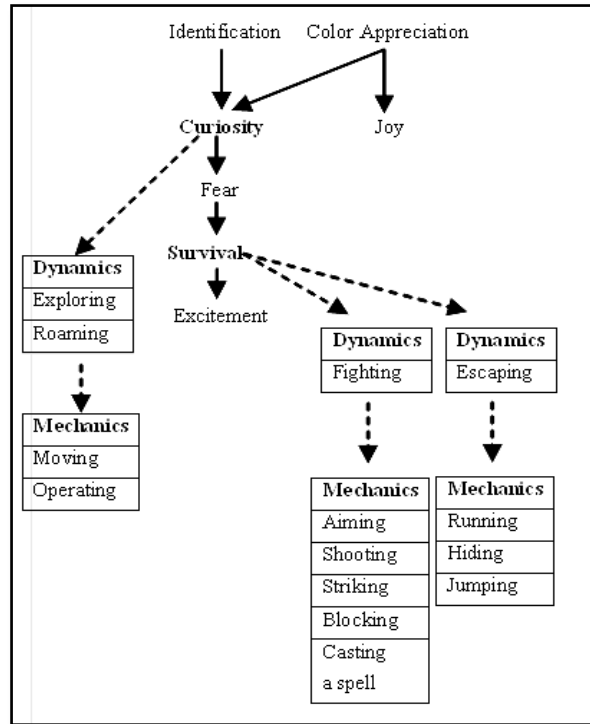 Identification
Color Appreciation
Curiosity
Joy
Fear
Survival
Excitement
Dynamics
Exploring
Roaming
Mechanics
Moving
Operating
Dynamics
Fighting
Mechanics
Aiming
Shooting
Striking
Blocking
Casting
a spell
Dynamics
Escaping
Mechanics
Running
Hiding
Jumping